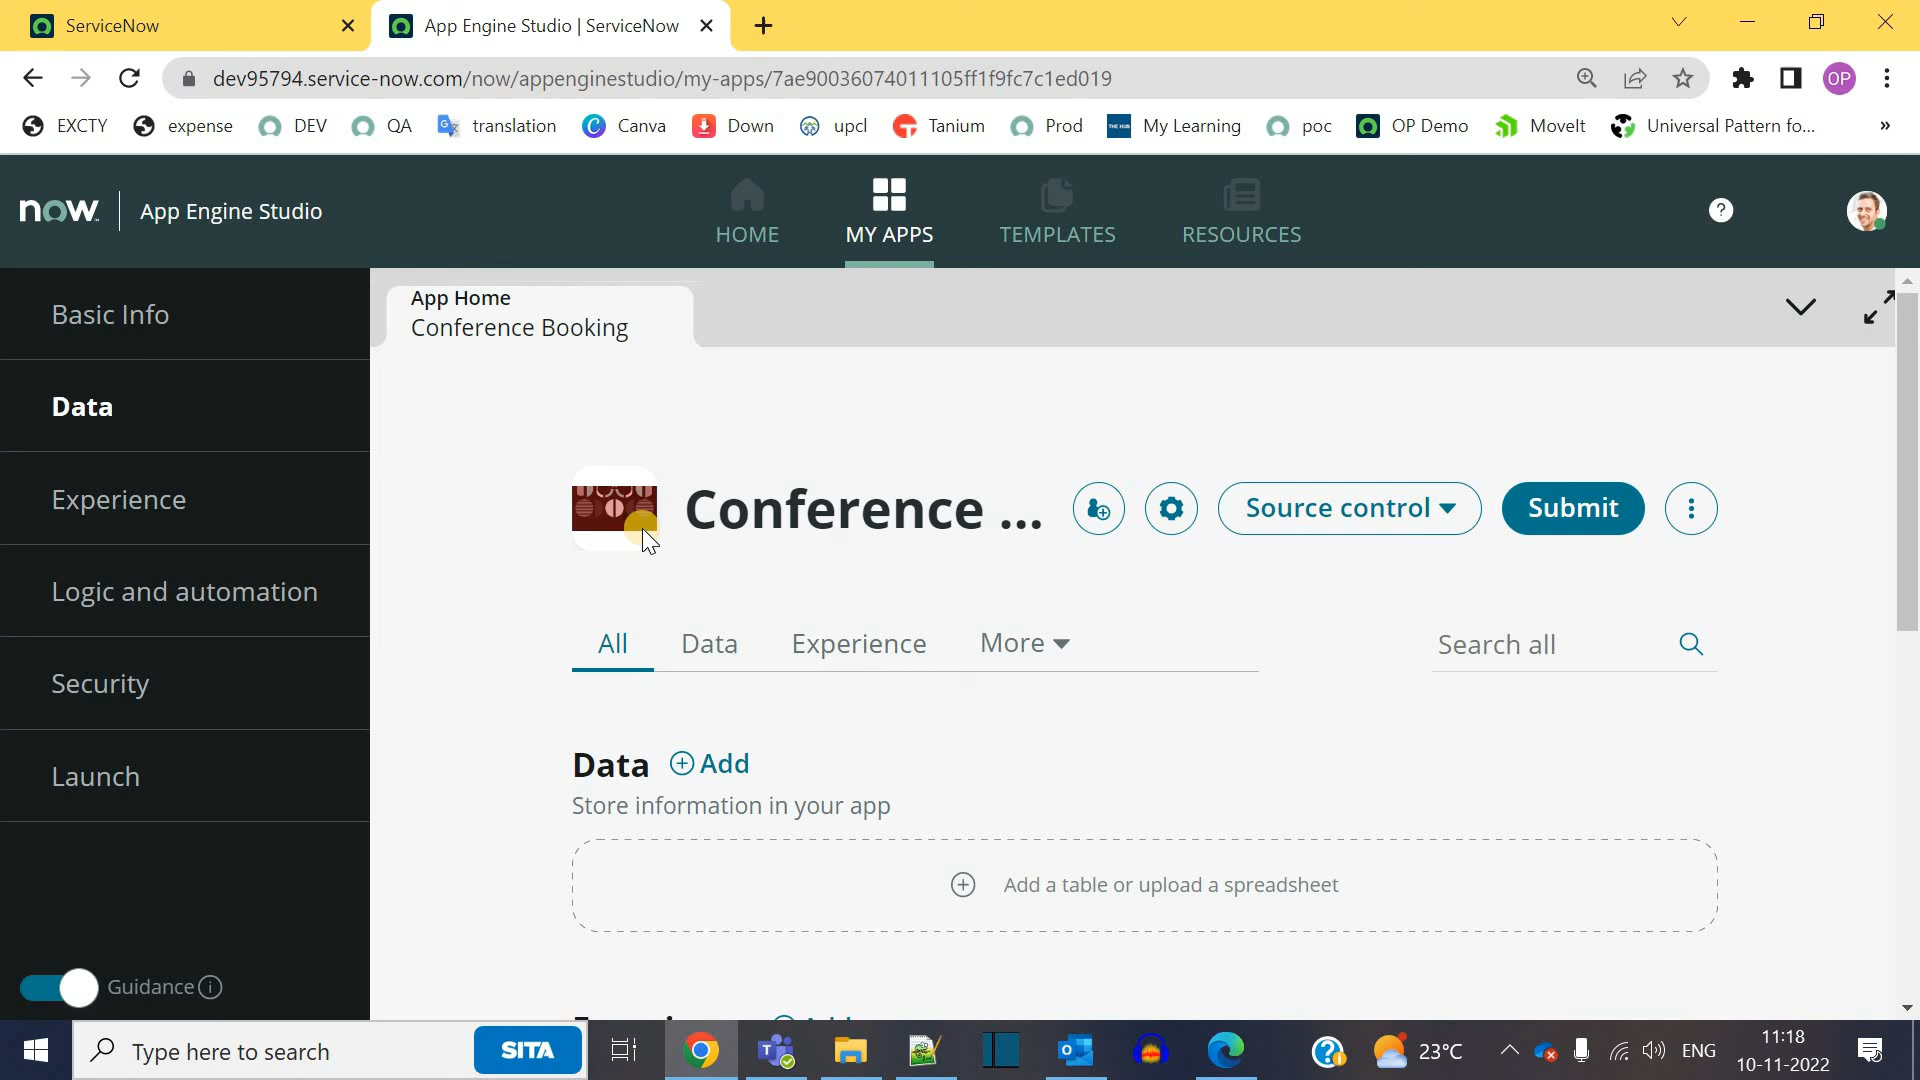 ServiceNow
App Engine Studio | ServiceNow
dev95794.service-now.com/now/appenginestudio/my-apps/7ae90036074011105ff1f9fc7c1ed019
OP
EXCTY expense DEV QA translation Canva Down upcl Tanium Prod My Learning poc OP Demo MoveIt Universal Pattern fo... »
now App Engine Studio
HOME MY APPS TEMPLATES RESOURCES
?
Basic Info
Data
Experience
Logic and automation
Security
Launch
Guidance
App Home
Conference Booking
Conference ... Source control Submit
All Data Experience More Search all
Data Add
Store information in your app
Add a table or upload a spreadsheet
Type here to search SITA 23°C ENG
11:18
10-11-2022